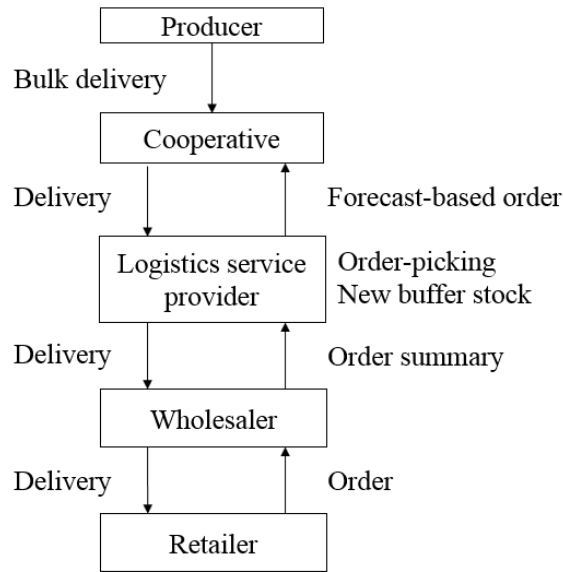 Producer
Bulk delivery
Cooperative
Delivery
Forecast-based order
Logistics service
provider
Order-picking
New buffer stock
Delivery
Order summary
Wholesaler
Delivery
Order
Retailer